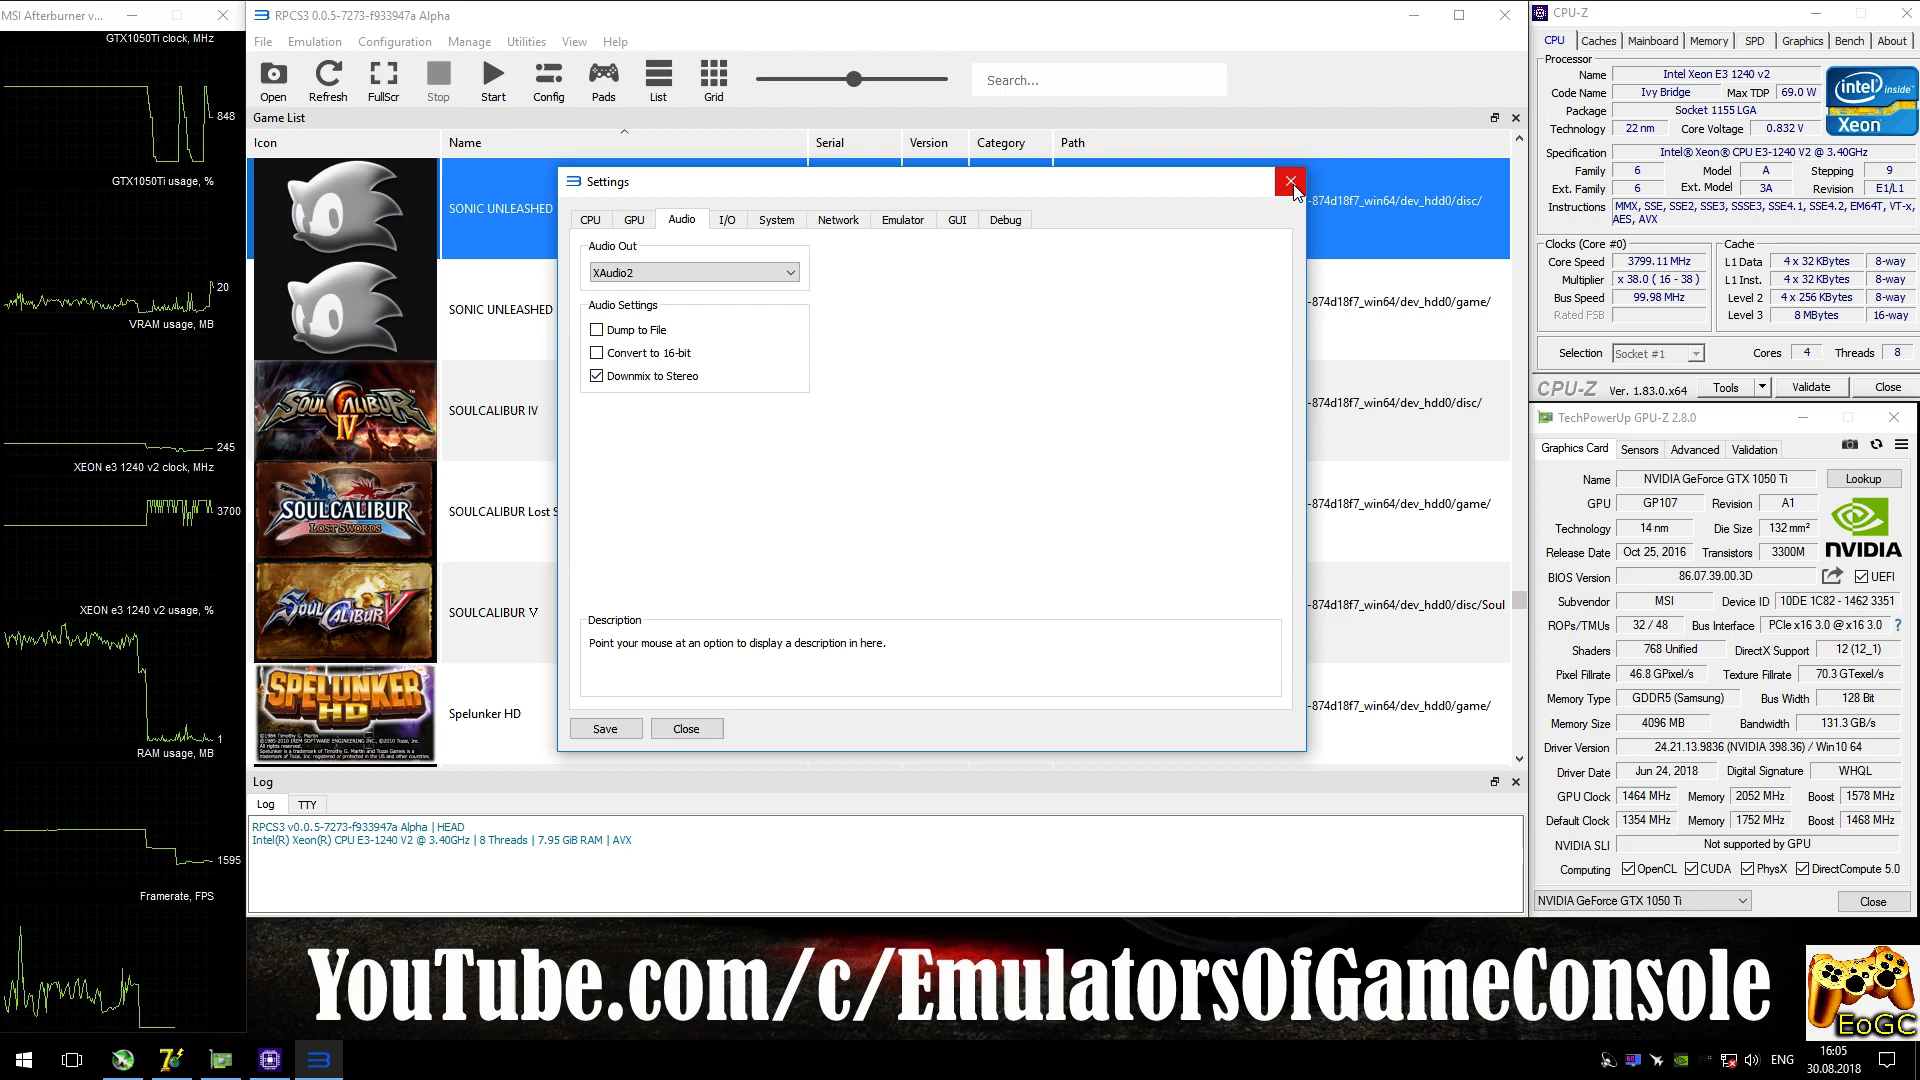 MSI Afterburner v...
GTX1050Ti clock, MHz
848
GTX1050Ti usage, %
20
VRAM usage, MB
245
XEON e3 1240 v2 clock, MHz
3700
XEON e3 1240 v2 usage, %
1
RAM usage, MB
1595
Framerate, FPS
RPCS3 0.0.5-7273-f933947a Alpha
File Emulation Configuration Manage Utilities View Help
Open Refresh FullScr Stop Start Config Pads List Grid
Search...
Game List
Icon Name Serial Version Category Path
SONIC UNLEASHED
-874d18f7_win64/dev_hdd0/disc/
SONIC UNLEASHED
-874d18f7_win64/dev_hdd0/game/
SOULCALIBUR IV
SOULCALIBUR IV
-874d18f7_win64/dev_hdd0/disc/
SOULCALIBUR
LOST SWORDS
SOULCALIBUR Lost S
-874d18f7_win64/dev_hdd0/game/
SOULCALIBUR V
SOULCALIBUR V
-874d18f7_win64/dev_hdd0/disc/Soul
SPELUNKER HD
Spelunker HD
-874d18f7_win64/dev_hdd0/game/
Settings
CPU GPU Audio I/O System Network Emulator GUI Debug
Audio Out
XAudio2
Audio Settings
Dump to File
Convert to 16-bit
Downmix to Stereo
Description
Point your mouse at an option to display a description in here.
Save Close
Log
Log TTY
RPCS3 v0.0.5-7273-f933947a Alpha | HEAD
Intel(R) Xeon(R) CPU E3-1240 V2 @ 3.40GHz | 8 Threads | 7.95 GiB RAM | AVX
CPU-Z
CPU Caches Mainboard Memory SPD Graphics Bench About
Processor
Name Intel Xeon E3 1240 v2
Code Name Ivy Bridge Max TDP 69.0 W
Package Socket 1155 LGA
Technology 22 nm Core Voltage 0.832 V
intel inside™
Xeon
Specification Intel® Xeon® CPU E3-1240 V2 @ 3.40GHz
Family 6 Model A Stepping 9
Ext. Family 6 Ext. Model 3A Revision E1/L1
Instructions MMX, SSE, SSE2, SSE3, SSSE3, SSE4.1, SSE4.2, EM64T, VT-x,
AES, AVX
Clocks (Core #0) Cache
Core Speed 3799.11 MHz L1 Data 4 x 32 KBytes 8-way
Multiplier x 38.0 ( 16 - 38 ) L1 Inst. 4 x 32 KBytes 8-way
Bus Speed 99.98 MHz Level 2 4 x 256 KBytes 8-way
Rated FSB Level 3 8 MBytes 16-way
Selection Socket #1 Cores 4 Threads 8
CPU-Z Ver. 1.83.0.x64 Tools Validate Close
TechPowerUp GPU-Z 2.8.0
Graphics Card Sensors Advanced Validation
Name NVIDIA GeForce GTX 1050 Ti Lookup
GPU GP107 Revision A1
Technology 14 nm Die Size 132 mm²
Release Date Oct 25, 2016 Transistors 3300M
NVIDIA
BIOS Version 86.07.39.00.3D UEFI
Subvendor MSI Device ID 10DE 1C82 - 1462 3351
ROPs/TMUs 32 / 48 Bus Interface PCIe x16 3.0 @ x16 3.0 ?
Shaders 768 Unified DirectX Support 12 (12_1)
Pixel Fillrate 46.8 GPixel/s Texture Fillrate 70.3 GTexel/s
Memory Type GDDR5 (Samsung) Bus Width 128 Bit
Memory Size 4096 MB Bandwidth 131.3 GB/s
Driver Version 24.21.13.9836 (NVIDIA 398.36) / Win10 64
Driver Date Jun 24, 2018 Digital Signature WHQL
GPU Clock 1464 MHz Memory 2052 MHz Boost 1578 MHz
Default Clock 1354 MHz Memory 1752 MHz Boost 1468 MHz
NVIDIA SLI Not supported by GPU
Computing OpenCL CUDA PhysX DirectCompute 5.0
NVIDIA GeForce GTX 1050 Ti Close
YouTube.com/c/EmulatorsOfGameConsole
EoGC
ENG
16:05
30.08.2018